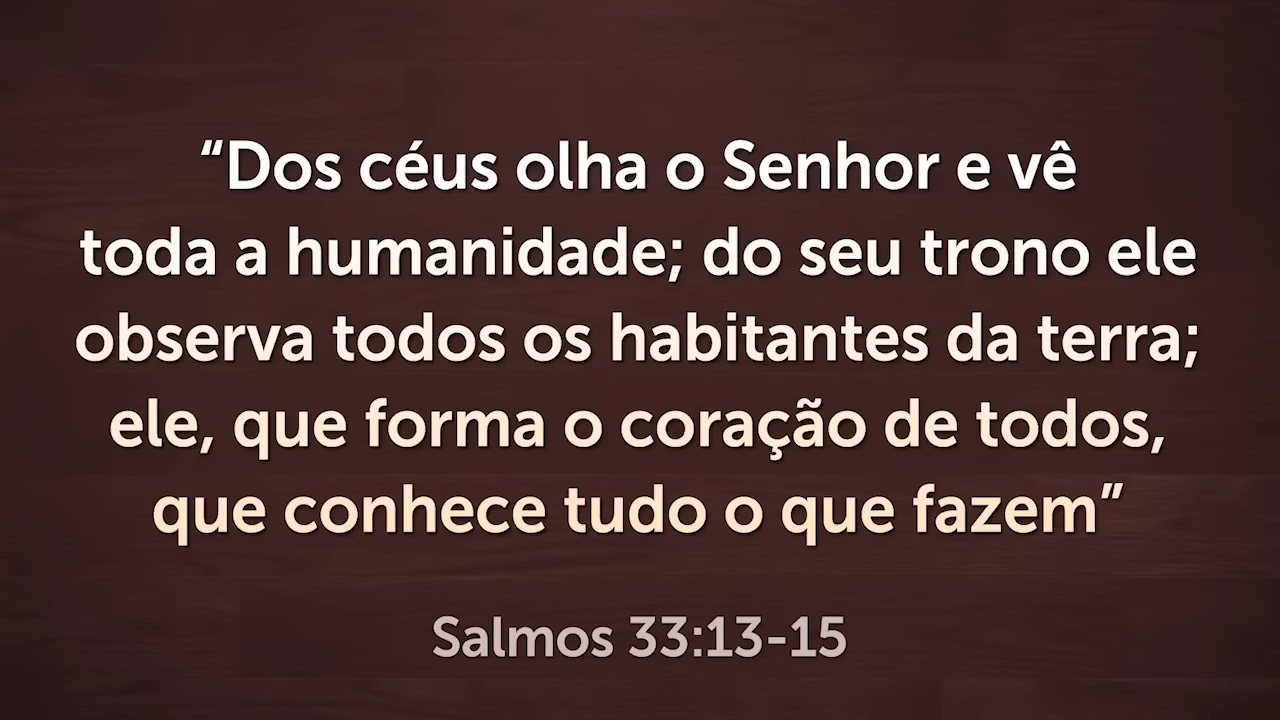 “Dos céus olha o Senhor e vê
toda a humanidade; do seu trono ele
observa todos os habitantes da terra;
ele, que forma o coração de todos,
que conhece tudo o que fazem”
Salmos 33:13-15